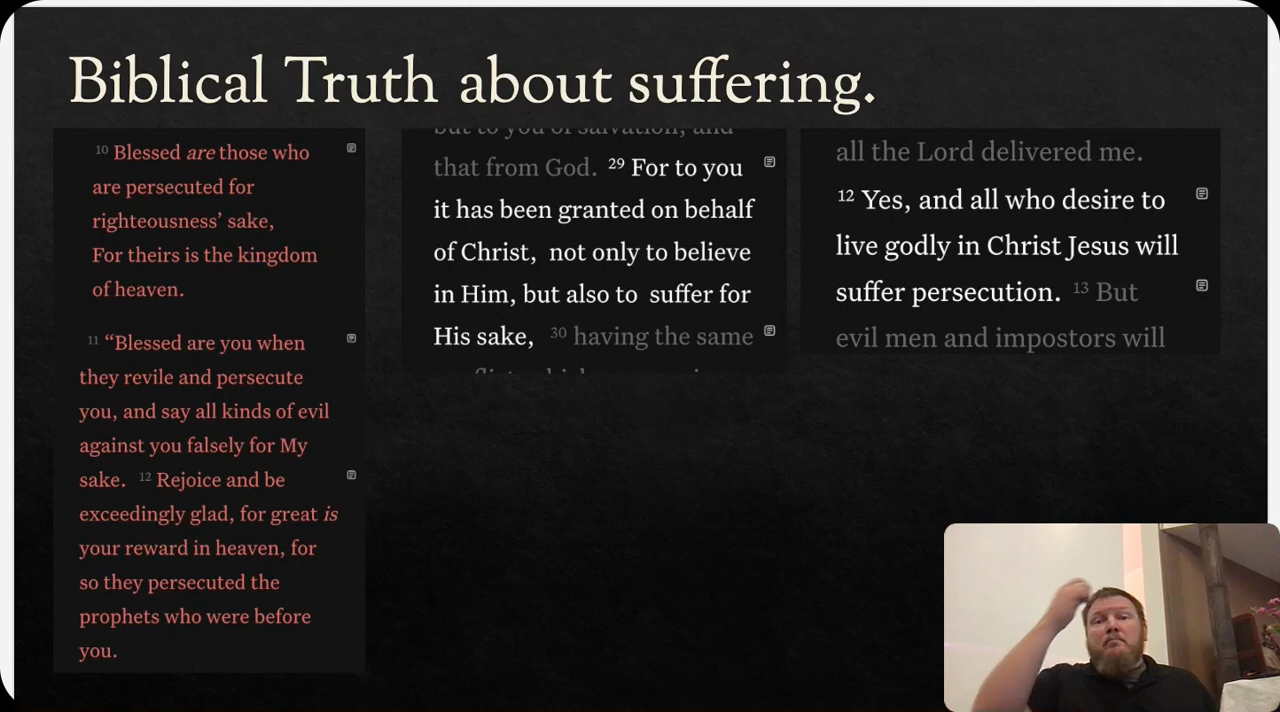 Biblical Truth about suffering.
10 Blessed are those who
are persecuted for
righteousness’ sake,
For theirs is the kingdom
of heaven.
11 “Blessed are you when
they revile and persecute
you, and say all kinds of evil
against you falsely for My
sake. 12 Rejoice and be
exceedingly glad, for great is
your reward in heaven, for
so they persecuted the
prophets who were before
you.
but to you of salvation, and
that from God. 29 For to you
it has been granted on behalf
of Christ, not only to believe
in Him, but also to suffer for
His sake, 30 having the same
all the Lord delivered me.
12 Yes, and all who desire to
live godly in Christ Jesus will
suffer persecution. 13 But
evil men and impostors will